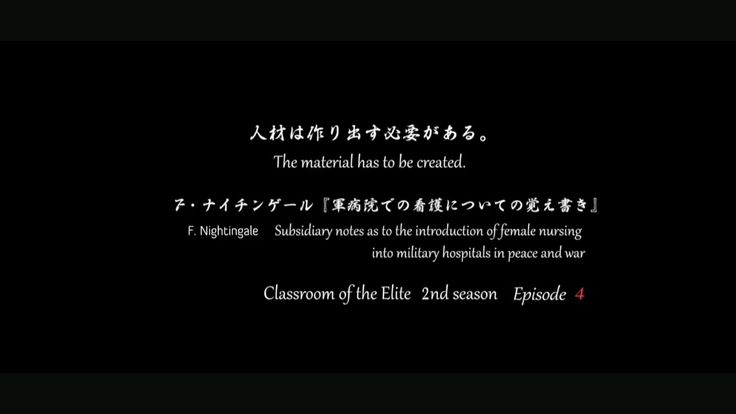 人材は作り出す必要がある。
The material has to be created.
F・ナイチンゲール『軍病院での看護についての覚え書き』
F. Nightingale Subsidiary notes as to the introduction of female nursing
into military hospitals in peace and war
Classroom of the Elite 2nd season Episode 4